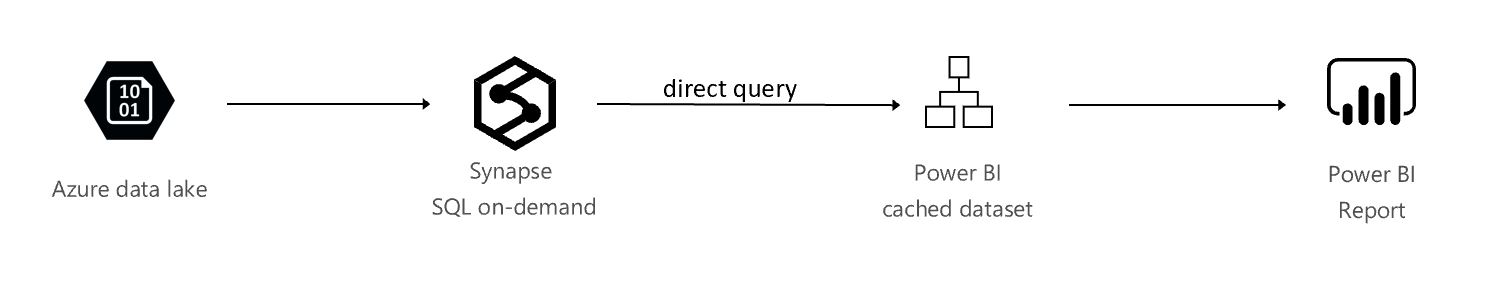 10
01
direct query
Azure data lake
Synapse
SQL on-demand
Power BI
cached dataset
Power BI
Report